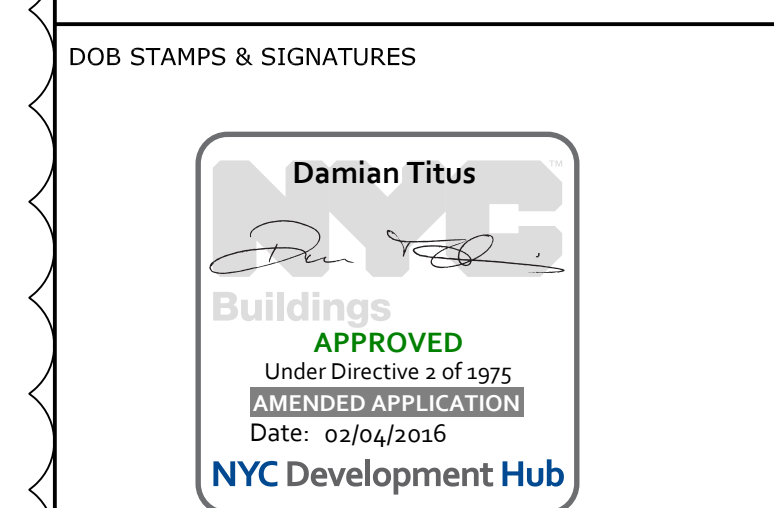 DOB STAMPS & SIGNATURES
Damian Titus
NYC™
Buildings
APPROVED
Under Directive 2 of 1975
AMENDED APPLICATION
Date: 02/04/2016
NYC Development Hub